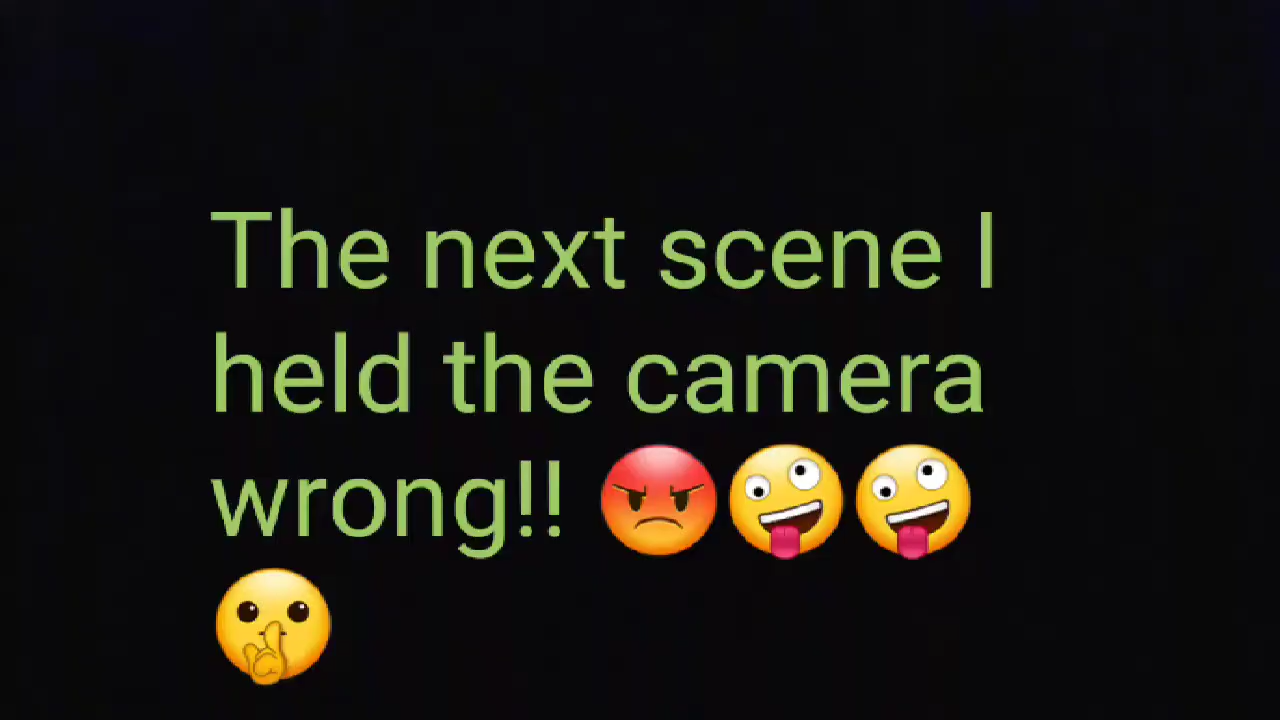 The next scene I
held the camera
wrong!! 😡🤪🤪
🤫